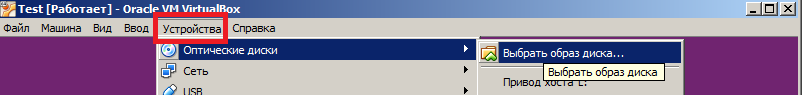 Test [Работает] - Oracle VM VirtualBox
Файл Машина Вид Ввод Устройства Справка
Оптические диски
Выбрать образ диска...
Выбрать образ диска
Сеть
Привод хоста
USB